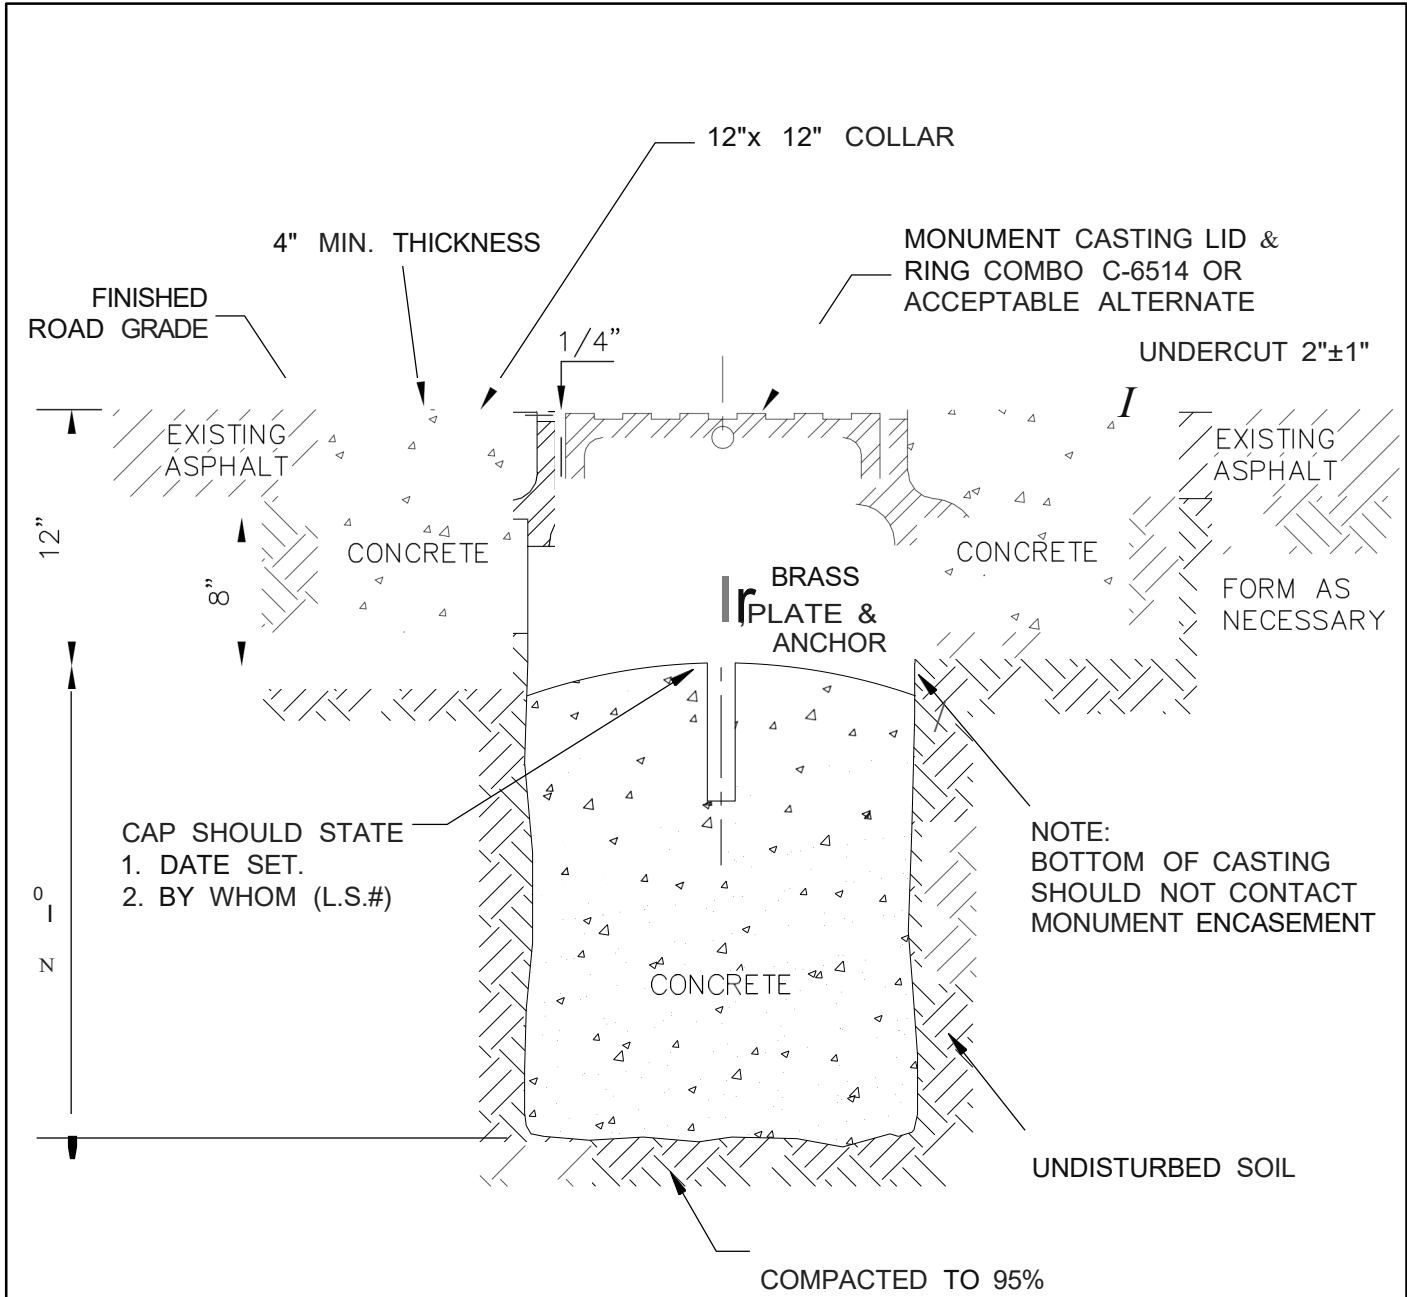 12"x 12" COLLAR
4" MIN. THICKNESS
MONUMENT CASTING LID &
RING COMBO C-6514 OR
ACCEPTABLE ALTERNATE
FINISHED
ROAD GRADE
1/4"
UNDERCUT 2"±1"
I
EXISTING
ASPHALT
EXISTING
ASPHALT
12"
8"
CONCRETE
CONCRETE
BRASS
PLATE &
ANCHOR
FORM AS
NECESSARY
CAP SHOULD STATE
1. DATE SET.
2. BY WHOM (L.S.#)
NOTE:
BOTTOM OF CASTING
SHOULD NOT CONTACT
MONUMENT ENCASEMENT
0
I
N
CONCRETE
UNDISTURBED SOIL
COMPACTED TO 95%